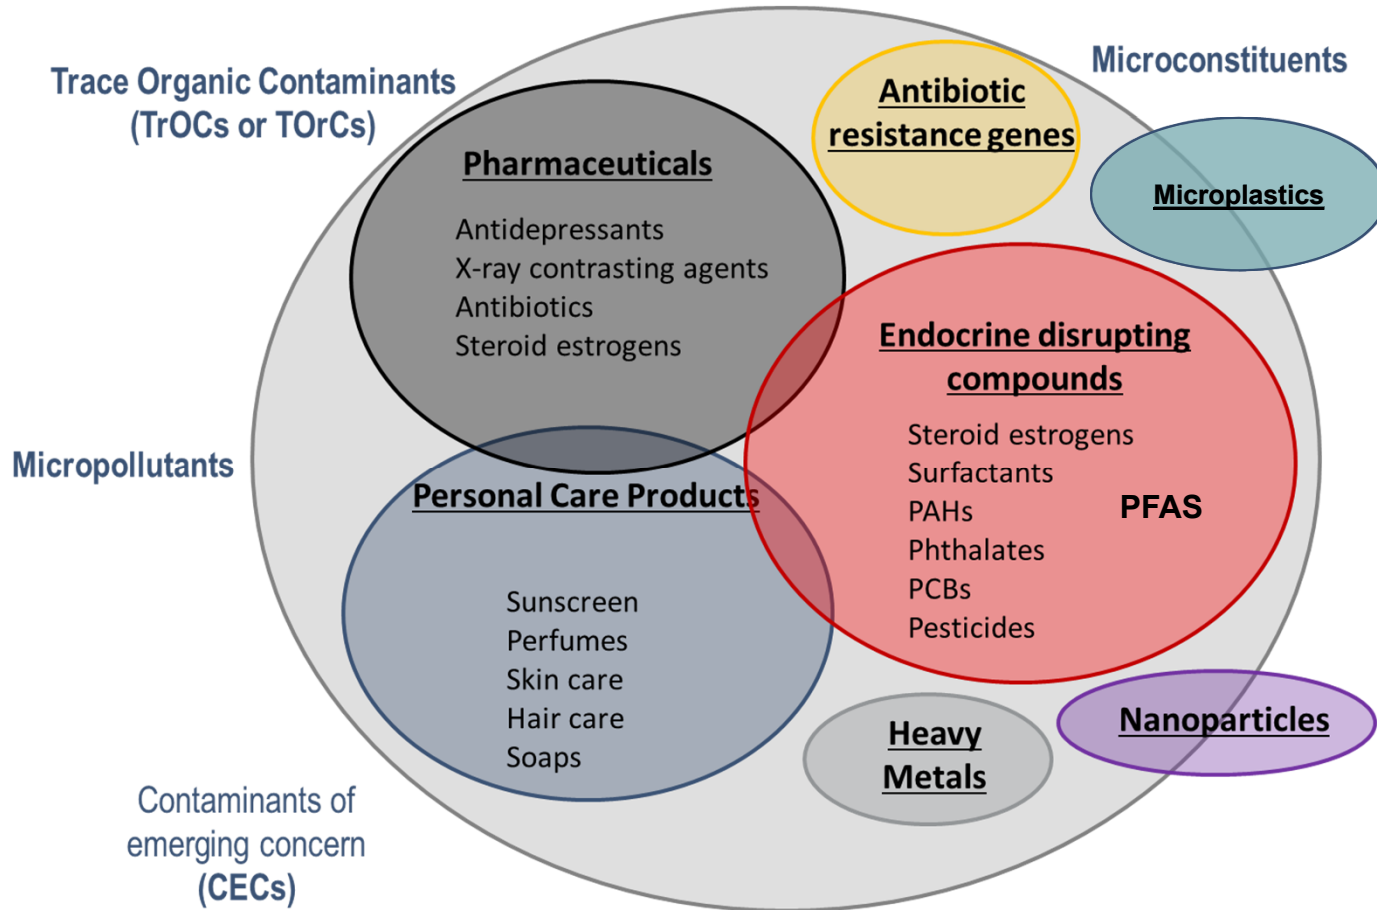 Trace Organic Contaminants
(TrOCs or TOrCs)
Microconstituents
Antibiotic
resistance genes
Microplastics
Pharmaceuticals
Antidepressants
X-ray contrasting agents
Antibiotics
Steroid estrogens
Endocrine disrupting
compounds
Steroid estrogens
Surfactants
PAHs
PFAS
Phthalates
PCBs
Pesticides
Micropollutants
Personal Care Products
Sunscreen
Perfumes
Skin care
Hair care
Soaps
Heavy
Metals
Nanoparticles
Contaminants of
emerging concern
(CECs)